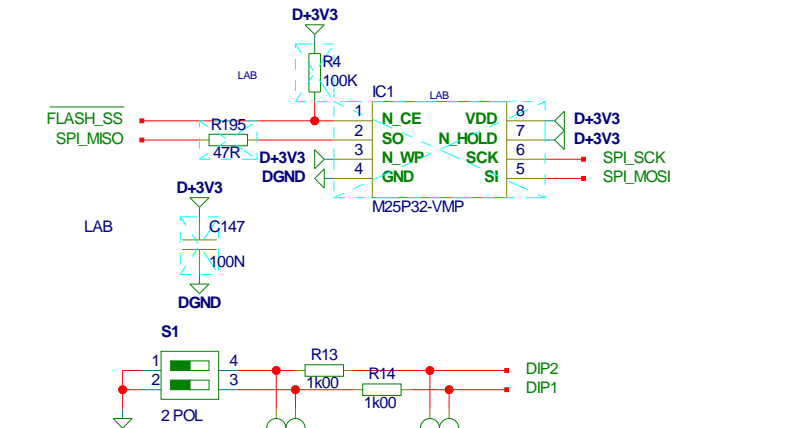 D+3V3
R4
100K
LAB
IC1
LAB
FLASH_SS
SPI_MISO
R195
47R
1
N_CE
VDD
8
D+3V3
2
SO
N_HOLD
7
D+3V3
D+3V3
3
N_WP
SCK
6
SPI_SCK
DGND
4
GND
SI
5
SPI_MOSI
M25P32-VMP
D+3V3
LAB
C147
100N
DGND
S1
1
4
2
3
2 POL
R13
1k00
R14
1k00
DIP2
DIP1